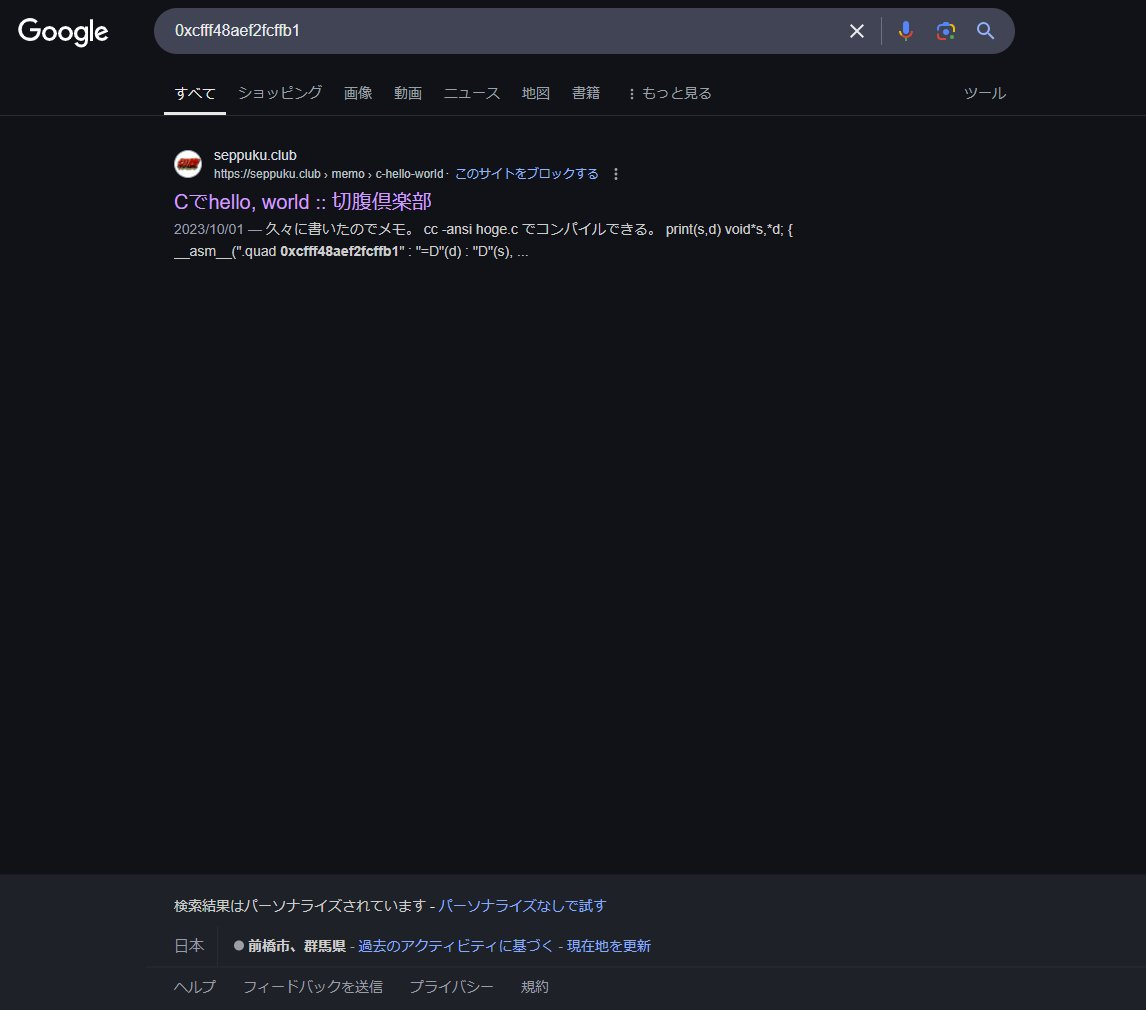 Google
0xcfff48aef2fcffb1
すべて ショッピング 画像 動画 ニュース 地図 書籍 もっと見る ツール
seppuku.club
https://seppuku.club › memo › c-hello-world · このサイトをブロックする
Cでhello, world :: 切腹倶楽部
2023/10/01 — 久々に書いたのでメモ。 cc -ansi hoge.c でコンパイルできる。 print(s,d) void*s,*d; {
__asm__(".quad 0xcfff48aef2fcffb1" : "=D"(d) : "D"(s), ...
検索結果はパーソナライズされています - パーソナライズなしで試す
日本 前橋市、群馬県 - 過去のアクティビティに基づく - 現在地を更新
ヘルプ フィードバックを送信 プライバシー 規約